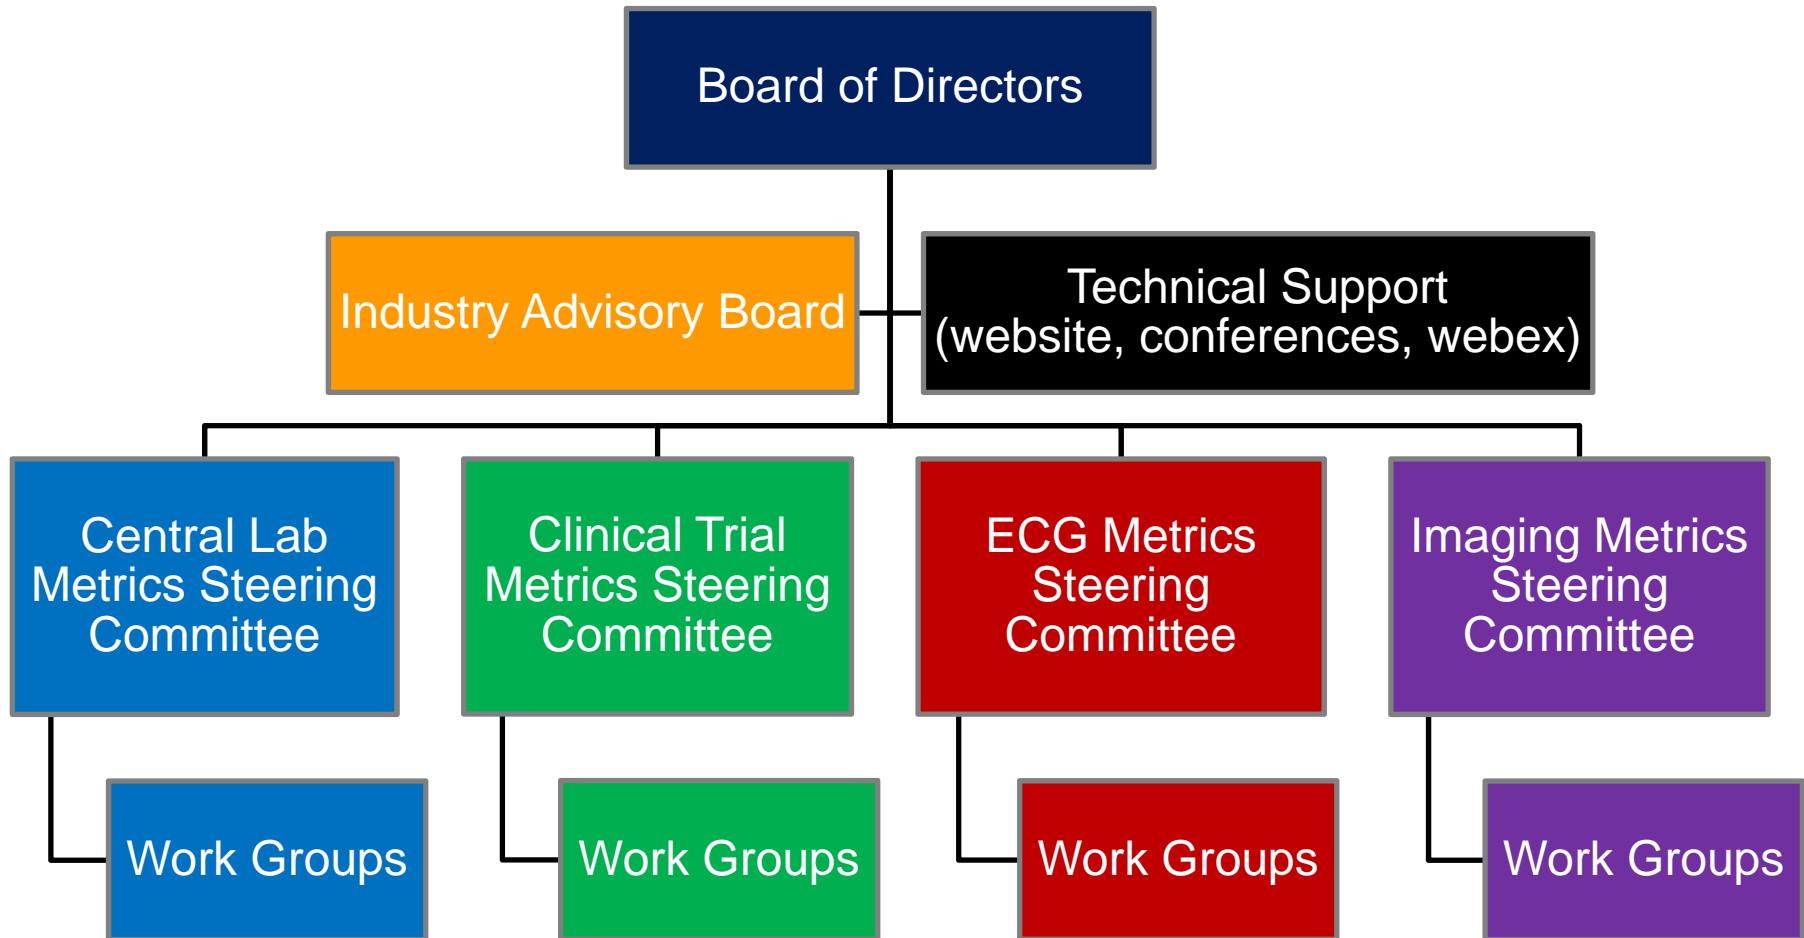 Board of Directors
Industry Advisory Board
Technical Support
(website, conferences, webex)
Central Lab
Metrics Steering
Committee
Clinical Trial
Metrics Steering
Committee
ECG Metrics
Steering
Committee
Imaging Metrics
Steering
Committee
Work Groups
Work Groups
Work Groups
Work Groups